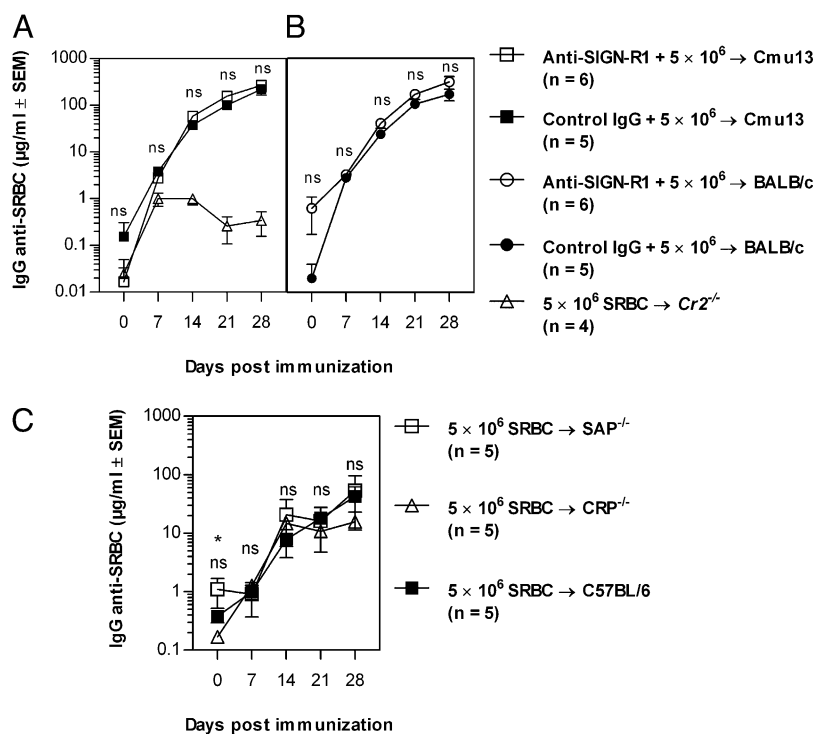 A
B
IgG anti-SRBC (µg/ml ± SEM)
1000
100
10
1
0.1
0.01
ns
ns
ns
ns
ns
ns
ns
ns
ns
ns
0
7
14
21
28
0
7
14
21
28
Days post immunization
Anti-SIGN-R1 + 5 × 10⁶ → Cmu13
(n = 6)
Control IgG + 5 × 10⁶ → Cmu13
(n = 5)
Anti-SIGN-R1 + 5 × 10⁶ → BALB/c
(n = 6)
Control IgG + 5 × 10⁶ → BALB/c
(n = 5)
5 × 10⁶ SRBC → Cr2⁻/⁻
(n = 4)
C
IgG anti-SRBC (µg/ml ± SEM)
1000
100
10
1
0.1
*
ns
ns
ns
ns
ns
0
7
14
21
28
Days post immunization
5 × 10⁶ SRBC → SAP⁻/⁻
(n = 5)
5 × 10⁶ SRBC → CRP⁻/⁻
(n = 5)
5 × 10⁶ SRBC → C57BL/6
(n = 5)